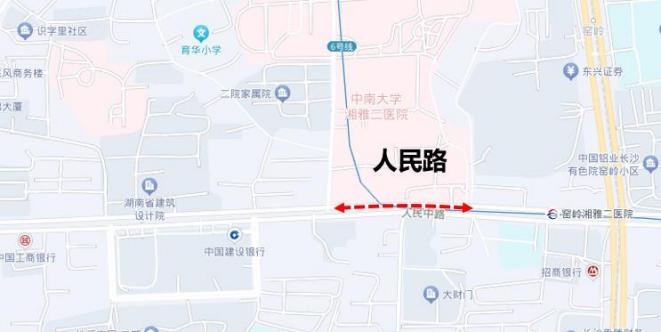 识字里社区
育华小学
6号线
窑岭
东风商务楼
东兴证券
二院家属院
中南大学
湘雅二医院
大厦
人民路
中国铝业长沙
有色院窑岭小区
湖南省建筑
设计院
人民中路
窑岭湘雅二医院
中国建设银行
中国工商银行
招商银行
大财门